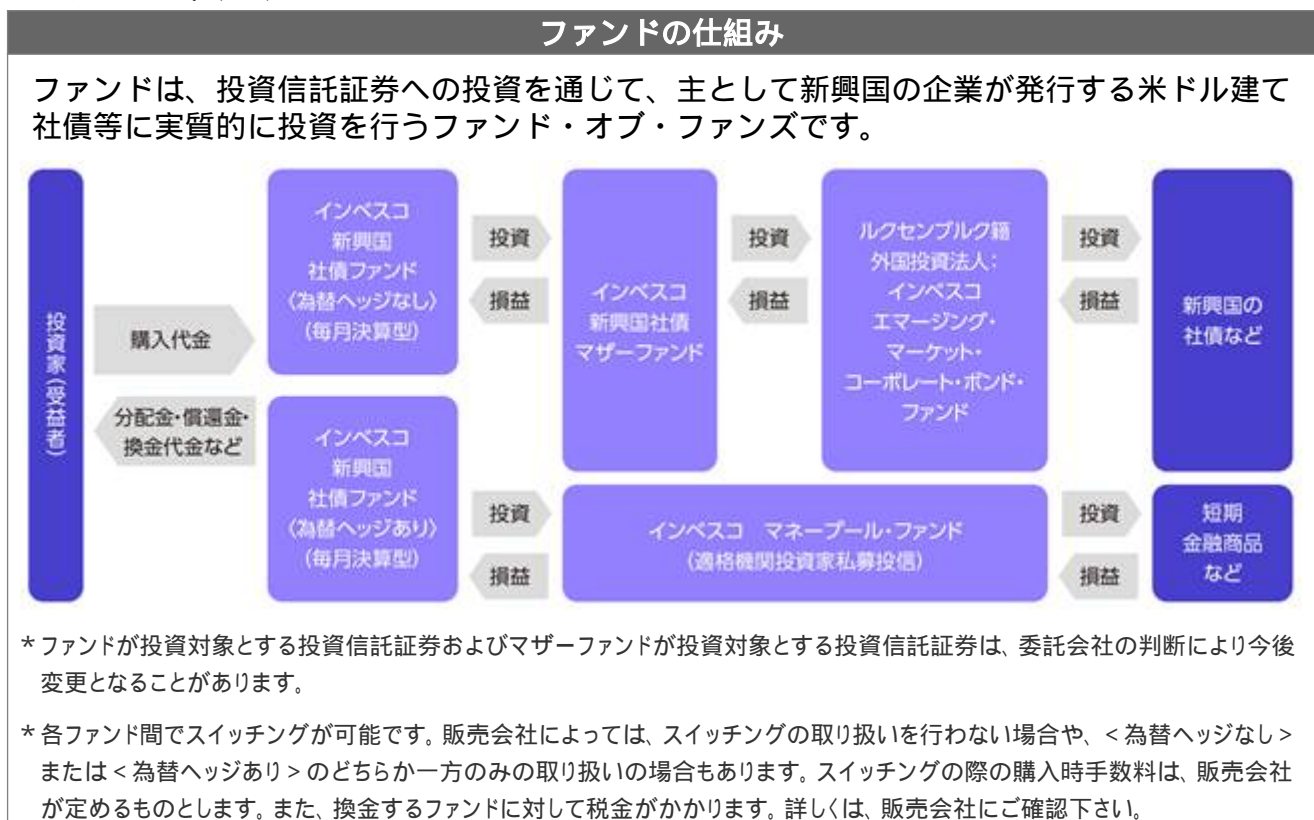 ファンドの仕組み
ファンドは、投資信託証券への投資を通じて、主として新興国の企業が発行する米ドル建て
社債等に実質的に投資を行うファンド・オブ・ファンズです。
投資家(受益者)
購入代金
分配金・償還金・
換金代金など
インベスコ
新興国
社債ファンド
〈為替ヘッジなし〉
(毎月決算型)
インベスコ
新興国
社債ファンド
〈為替ヘッジあり〉
(毎月決算型)
投資
損益
投資
損益
インベスコ
新興国社債
マザーファンド
投資
損益
ルクセンブルク籍
外国投資法人:
インベスコ
エマージング・
マーケット・
コーポレート・ボンド・
ファンド
インベスコ マネープール・ファンド
(適格機関投資家私募投信)
投資
損益
投資
損益
新興国の
社債など
短期
金融商品
など
*ファンドが投資対象とする投資信託証券およびマザーファンドが投資対象とする投資信託証券は、委託会社の判断により今後
変更となることがあります。
*各ファンド間でスイッチングが可能です。販売会社によっては、スイッチングの取り扱いを行わない場合や、<為替ヘッジなし>
または<為替ヘッジあり>のどちらか一方のみの取り扱いの場合もあります。スイッチングの際の購入時手数料は、販売会社
が定めるものとします。また、換金するファンドに対して税金がかかります。詳しくは、販売会社にご確認下さい。